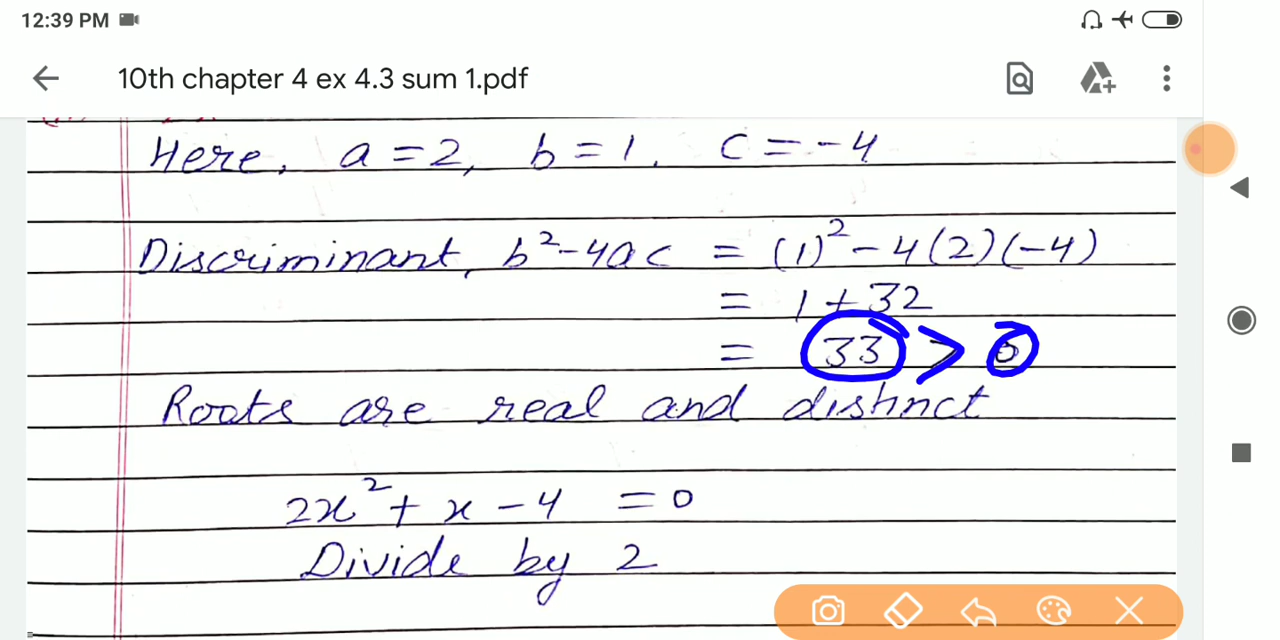 12:39 PM
10th chapter 4 ex 4.3 sum 1.pdf
Here, a = 2, b = 1, c = -4
Discriminant, b² - 4ac = (1)² - 4(2)(-4)
= 1 + 32
= 33 > 0
Roots are real and distinct
2x² + x - 4 = 0
Divide by 2